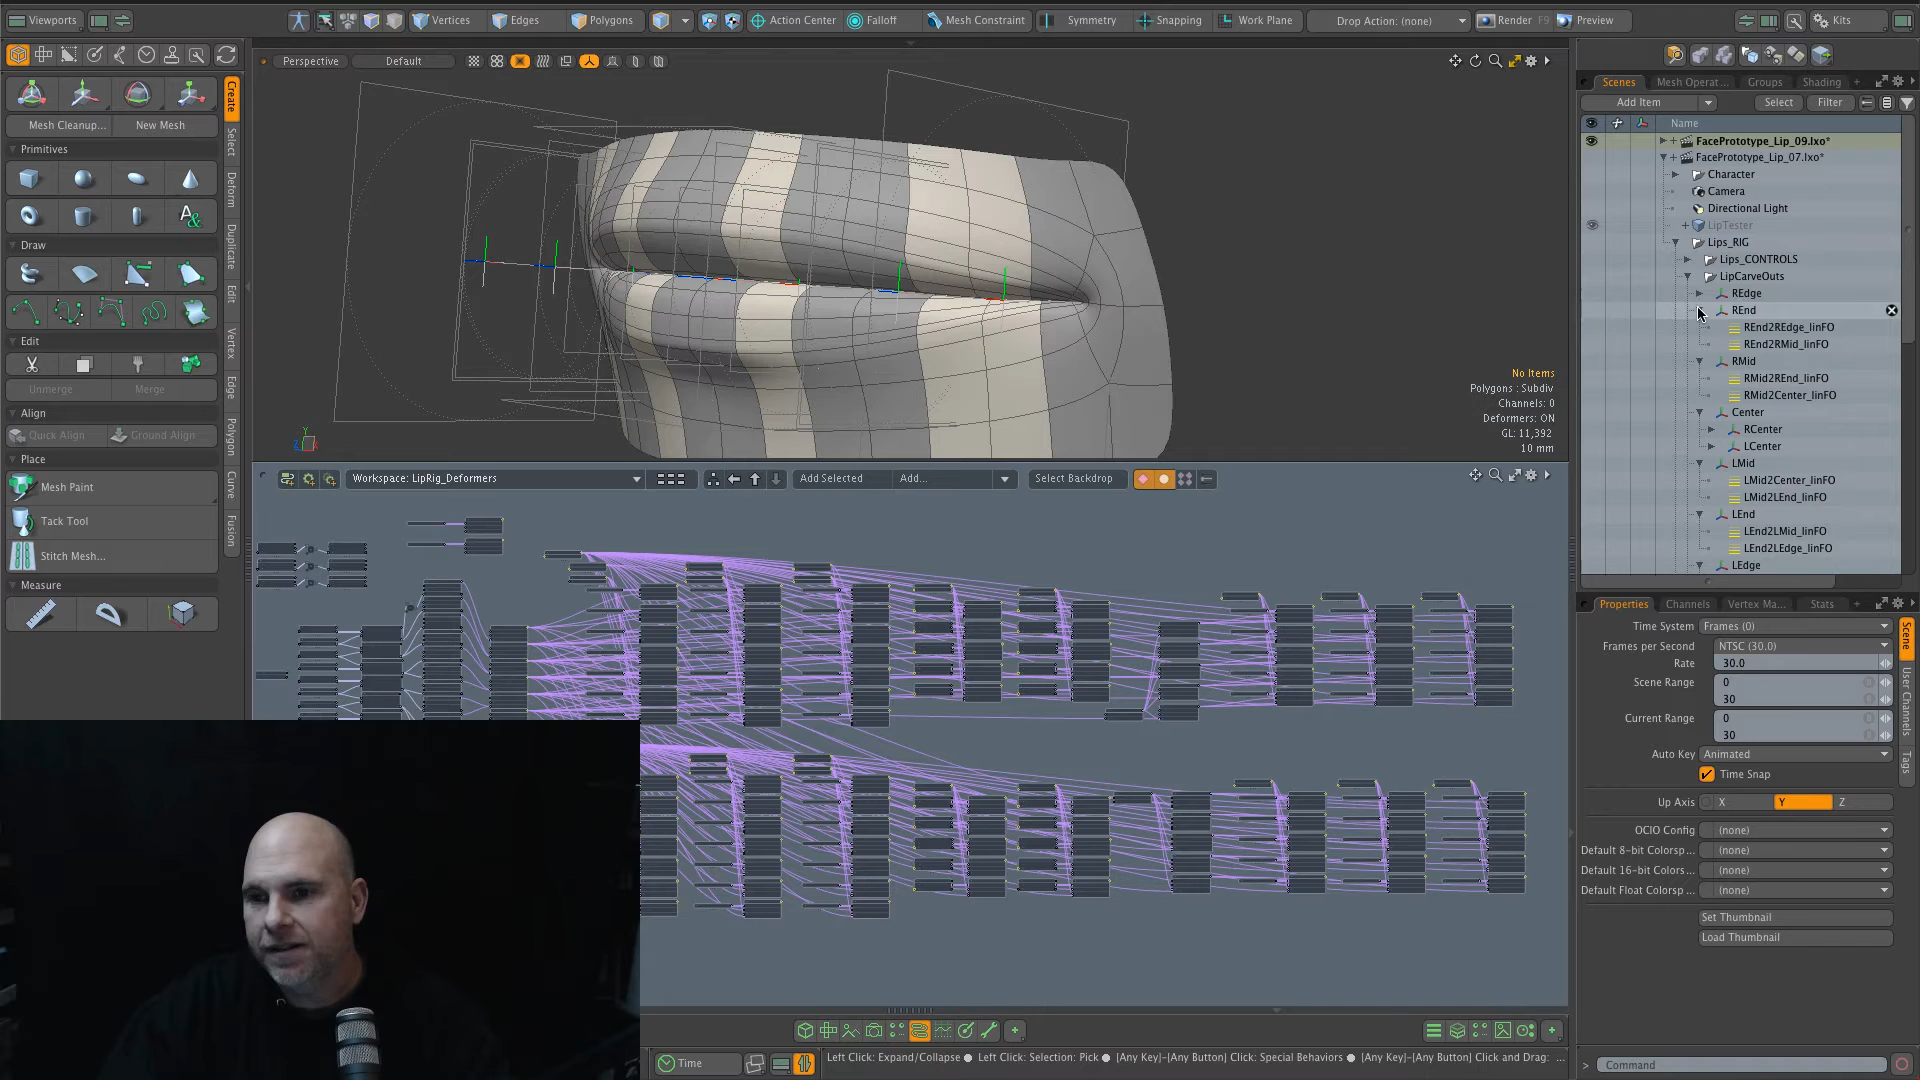 Viewports
Vertices
Edges
Polygons
Action Center
Falloff
Mesh Constraint
Symmetry
Snapping
Work Plane
Drop Action: (none)
Render F9
Preview
Kits
Mesh Cleanup...
New Mesh
Primitives
Draw
Edit
Unmerge
Merge
Align
Quick Align
Ground Align...
Place
Mesh Paint
Tack Tool
Stitch Mesh...
Measure
Create
Select
Deform
Duplicate
Edit
Vertex
Edge
Polygon
Curve
Fusion
Perspective
Default
No Items
Polygons : Subdiv
Channels: 0
Deformers: ON
GL: 11,392
10 mm
Y
Z
Workspace: LipRig_Deformers
Add Selected
Add...
Select Backdrop
Time
Left Click: Expand/Collapse ● Left Click: Selection: Pick ● [Any Key]-[Any Button] Click: Special Behaviors ● [Any Key]-[Any Button] Click and Drag: ...
Scenes
Mesh Operat...
Groups
Shading
Add Item
Select
Filter
Name
FacePrototype_Lip_09.lxo*
FacePrototype_Lip_07.lxo*
Character
Camera
Directional Light
LipTester
Lips_RIG
Lips_CONTROLS
LipCarveOuts
REdge
REnd
REnd2REdge_linFO
REnd2RMid_linFO
RMid
RMid2REnd_linFO
RMid2Center_linFO
Center
RCenter
LCenter
LMid
LMid2Center_linFO
LMid2LEnd_linFO
LEnd
LEnd2LMid_linFO
LEnd2LEdge_linFO
LEdge
Properties
Channels
Vertex Ma...
Stats
Time System Frames (0)
Frames per Second NTSC (30.0)
Rate 30.0
Scene Range 0
30
Current Range 0
30
Auto Key Animated
Time Snap
Up Axis X Y Z
OCIO Config (none)
Default 8-bit Colorsp... (none)
Default 16-bit Colors... (none)
Default Float Colorsp... (none)
Set Thumbnail
Load Thumbnail
Scene
User Channels
Tags
Command